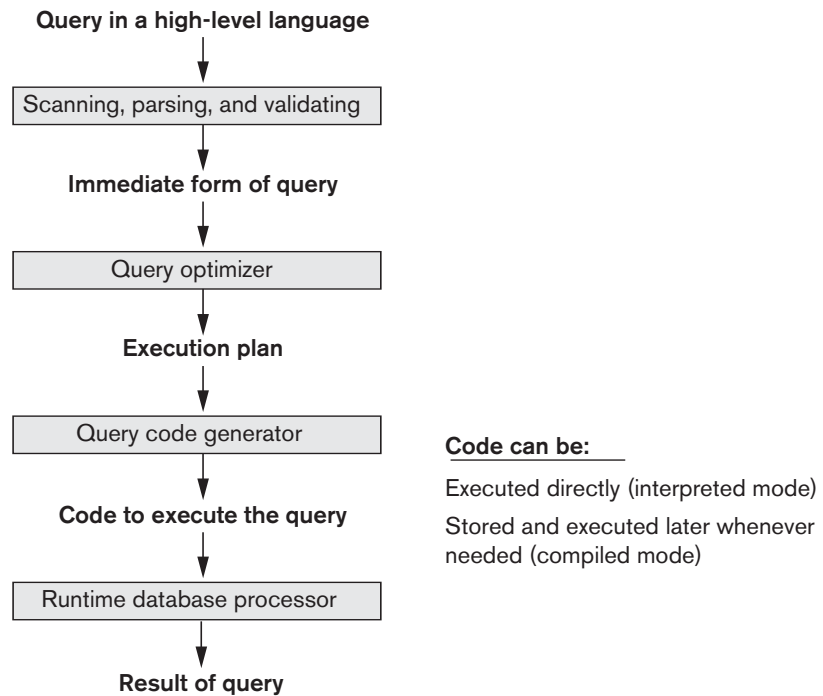 Query in a high-level language
Scanning, parsing, and validating
Immediate form of query
Query optimizer
Execution plan
Query code generator
Code can be:
Executed directly (interpreted mode)
Stored and executed later whenever
needed (compiled mode)
Code to execute the query
Runtime database processor
Result of query